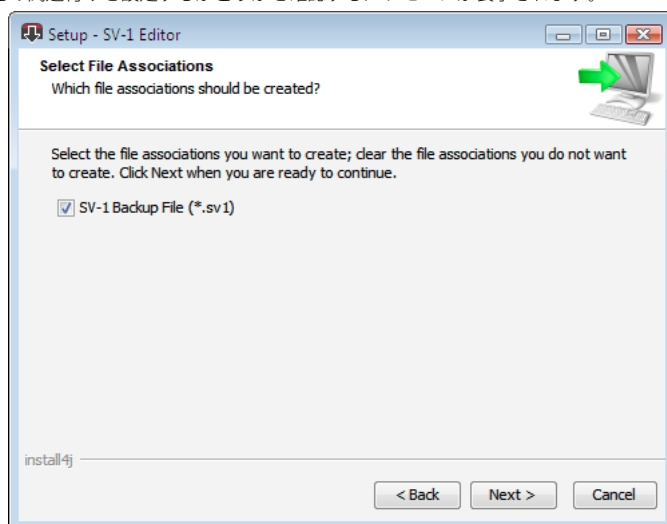 Setup - SV-1 Editor
Select File Associations
Which file associations should be created?
Select the file associations you want to create; clear the file associations you do not want
to create. Click Next when you are ready to continue.
SV-1 Backup File (*.sv1)
install4j
< Back Next > Cancel